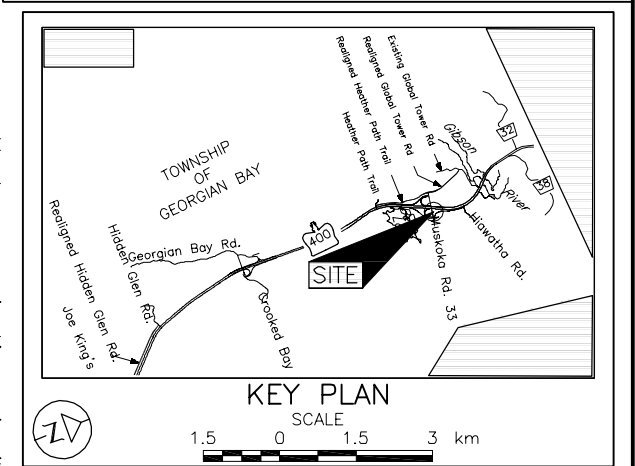 Existing Global Tower Rd
Realigned Global Tower Rd
Realigned Heather Path Trail
Heather Path Trail
Gibson
River
32
38
TOWNSHIP
OF
GEORGIAN BAY
400
SITE
Muskoka Rd. 33
Hiawatha Rd.
Georgian Bay Rd.
Hidden Glen Rd.
Realigned Hidden Glen Rd.
Joe King's
Crooked Bay
KEY PLAN
SCALE
1.5 0 1.5 3 km
N